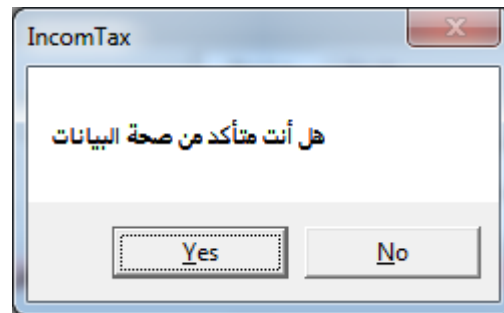 IncomTax
هل أنت متأكد من صحة البيانات
Yes
No